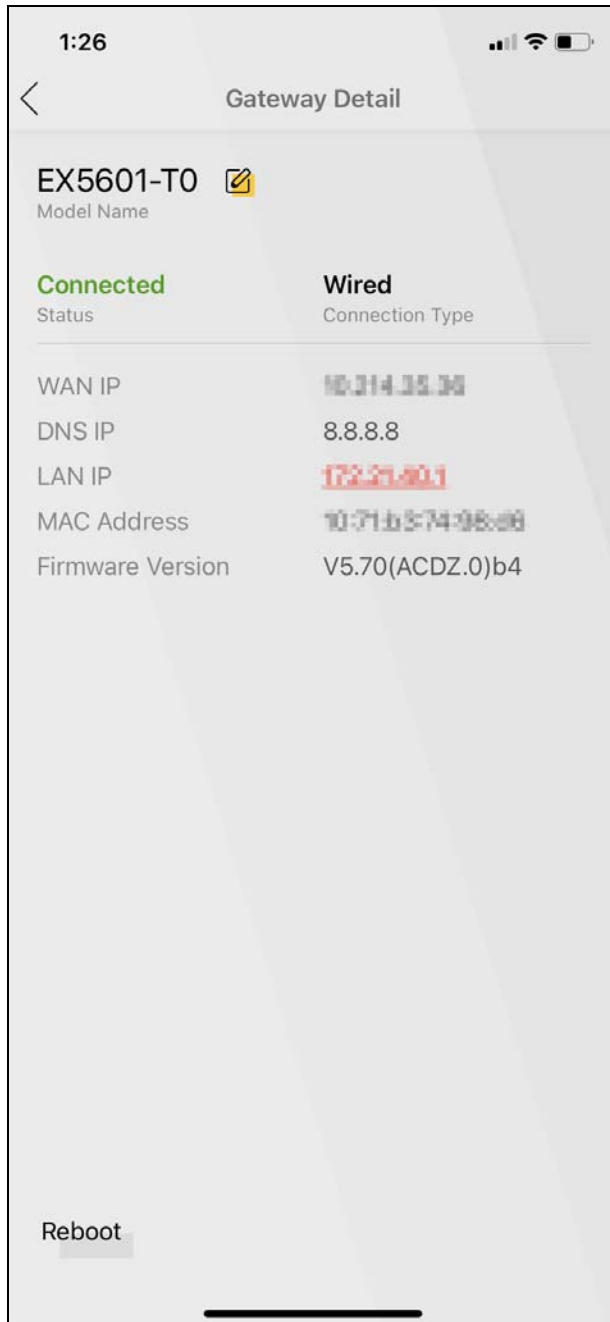 1:26
Gateway Detail
EX5601-T0
Model Name
Connected Wired
Status Connection Type
WAN IP
DNS IP 8.8.8.8
LAN IP
MAC Address
Firmware Version V5.70(ACDZ.0)b4
Reboot